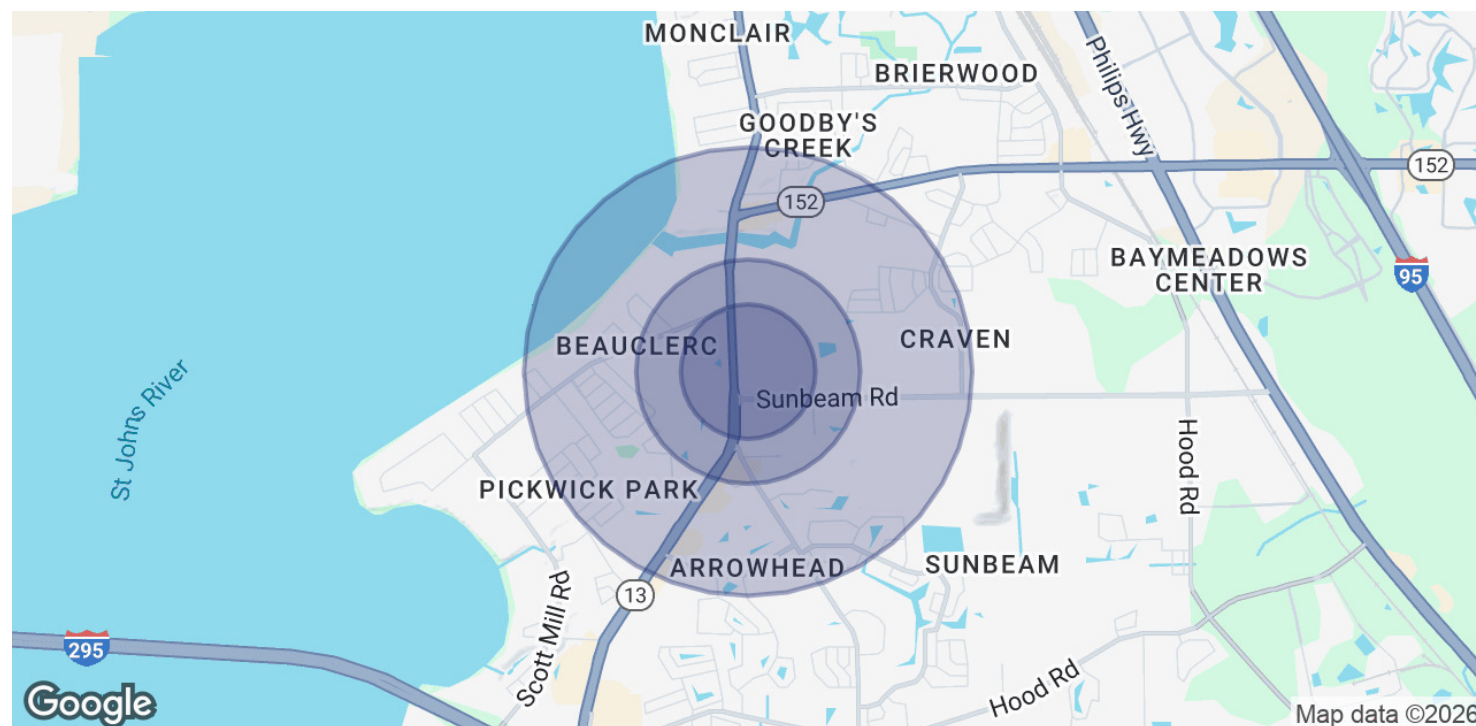 MONCLAIR
BRIERWOOD
Philips Hwy
GOODBY'S
CREEK
152
152
BAYMEADOWS
CENTER
95
BEAUCLERC
CRAVEN
Sunbeam Rd
St Johns River
Hood Rd
PICKWICK PARK
ARROWHEAD
SUNBEAM
13
Scott Mill Rd
295
Hood Rd
Google
Map data ©2026